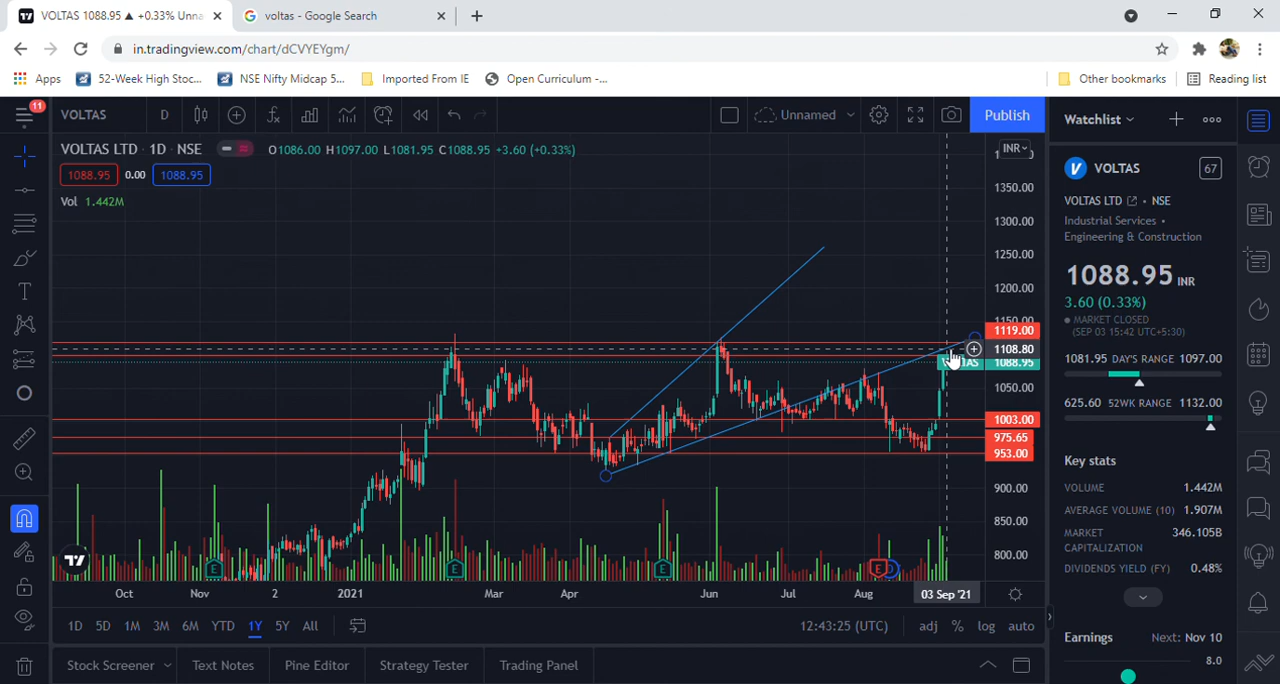 VOLTAS 1088.95 ▲ +0.33% Unna
voltas - Google Search
in.tradingview.com/chart/dCVYEYgm/
Apps
52-Week High Stoc...
NSE Nifty Midcap 5...
Imported From IE
Open Curriculum -...
Other bookmarks
Reading list
11
VOLTAS
D
Unnamed
Publish
Watchlist
VOLTAS LTD · 1D · NSE
O1086.00 H1097.00 L1081.95 C1088.95 +3.60 (+0.33%)
INR
1088.95
0.00
1088.95
Vol 1.442M
1350.00
1300.00
1250.00
1200.00
1150.00
1119.00
1108.80
1088.95
1050.00
1003.00
975.65
953.00
900.00
850.00
800.00
E
E
E
E
Oct
Nov
2
2021
Mar
Apr
Jun
Jul
Aug
03 Sep '21
1D
5D
1M
3M
6M
YTD
1Y
5Y
All
12:43:25 (UTC)
adj
%
log
auto
Stock Screener
Text Notes
Pine Editor
Strategy Tester
Trading Panel
VOLTAS
67
VOLTAS LTD · NSE
Industrial Services •
Engineering & Construction
1088.95 INR
3.60 (0.33%)
● MARKET CLOSED
(SEP 03 15:42 UTC+5:30)
1081.95 DAY'S RANGE 1097.00
625.60 52WK RANGE 1132.00
Key stats
VOLUME 1.442M
AVERAGE VOLUME (10) 1.907M
MARKET CAPITALIZATION 346.105B
DIVIDENDS YIELD (FY) 0.48%
Earnings
Next: Nov 10
8.0